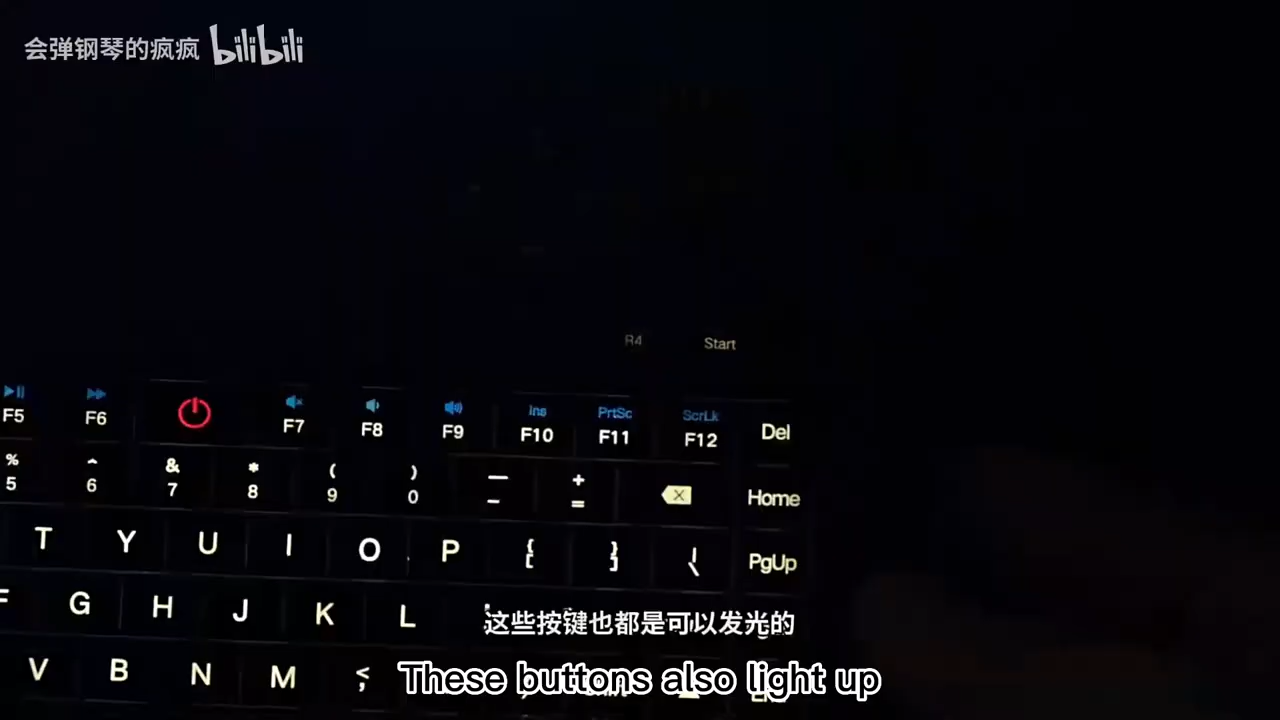 会弹钢琴的疯疯 bilibili
R4 Start
F5 F6 F7 F8 F9 Ins F10 PrtSc F11 ScrLk F12 Del
% 5 ^ 6 & 7 * 8 ( 9 ) 0 — - + = Home
T Y U I O P { [ } ] | \ PgUp
F G H J K L
这些按键也都是可以发光的
V B N M < ,
These buttons also light up